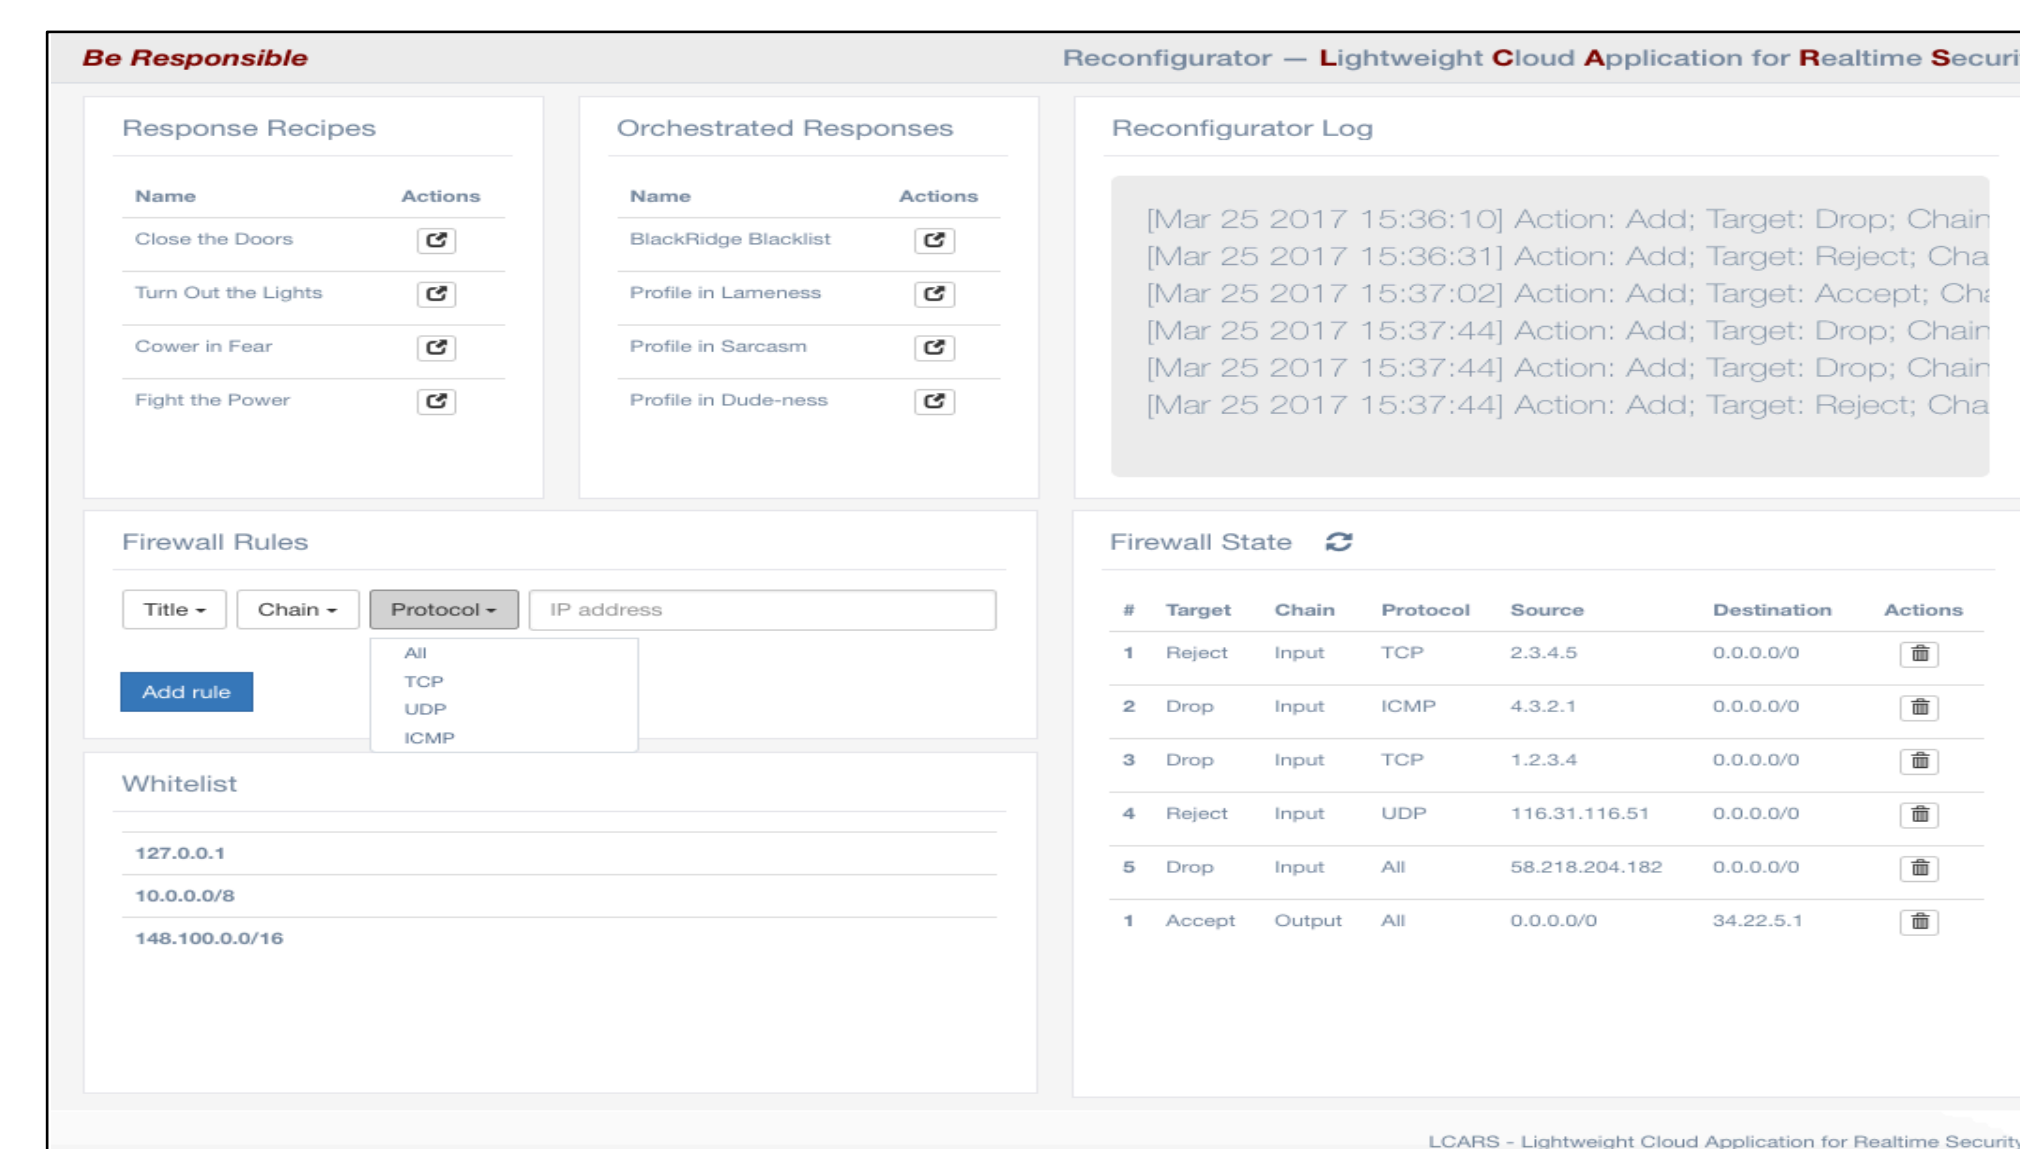 Be Responsible
Reconfigurator — Lightweight Cloud Application for Realtime Securi
Response Recipes
Name Actions
Close the Doors
Turn Out the Lights
Cower in Fear
Fight the Power
Orchestrated Responses
Name Actions
BlackRidge Blacklist
Profile in Lameness
Profile in Sarcasm
Profile in Dude-ness
Reconfigurator Log
[Mar 25 2017 15:36:10] Action: Add; Target: Drop; Chain
[Mar 25 2017 15:36:31] Action: Add; Target: Reject; Cha
[Mar 25 2017 15:37:02] Action: Add; Target: Accept; Cha
[Mar 25 2017 15:37:44] Action: Add; Target: Drop; Chain
[Mar 25 2017 15:37:44] Action: Add; Target: Drop; Chain
[Mar 25 2017 15:37:44] Action: Add; Target: Reject; Cha
Firewall Rules
Title Chain Protocol IP address
All
TCP
UDP
ICMP
Add rule
Whitelist
127.0.0.1
10.0.0.0/8
148.100.0.0/16
Firewall State
# Target Chain Protocol Source Destination Actions
1 Reject Input TCP 2.3.4.5 0.0.0.0/0
2 Drop Input ICMP 4.3.2.1 0.0.0.0/0
3 Drop Input TCP 1.2.3.4 0.0.0.0/0
4 Reject Input UDP 116.31.116.51 0.0.0.0/0
5 Drop Input All 58.218.204.182 0.0.0.0/0
1 Accept Output All 0.0.0.0/0 34.22.5.1
LCARS - Lightweight Cloud Application for Realtime Security